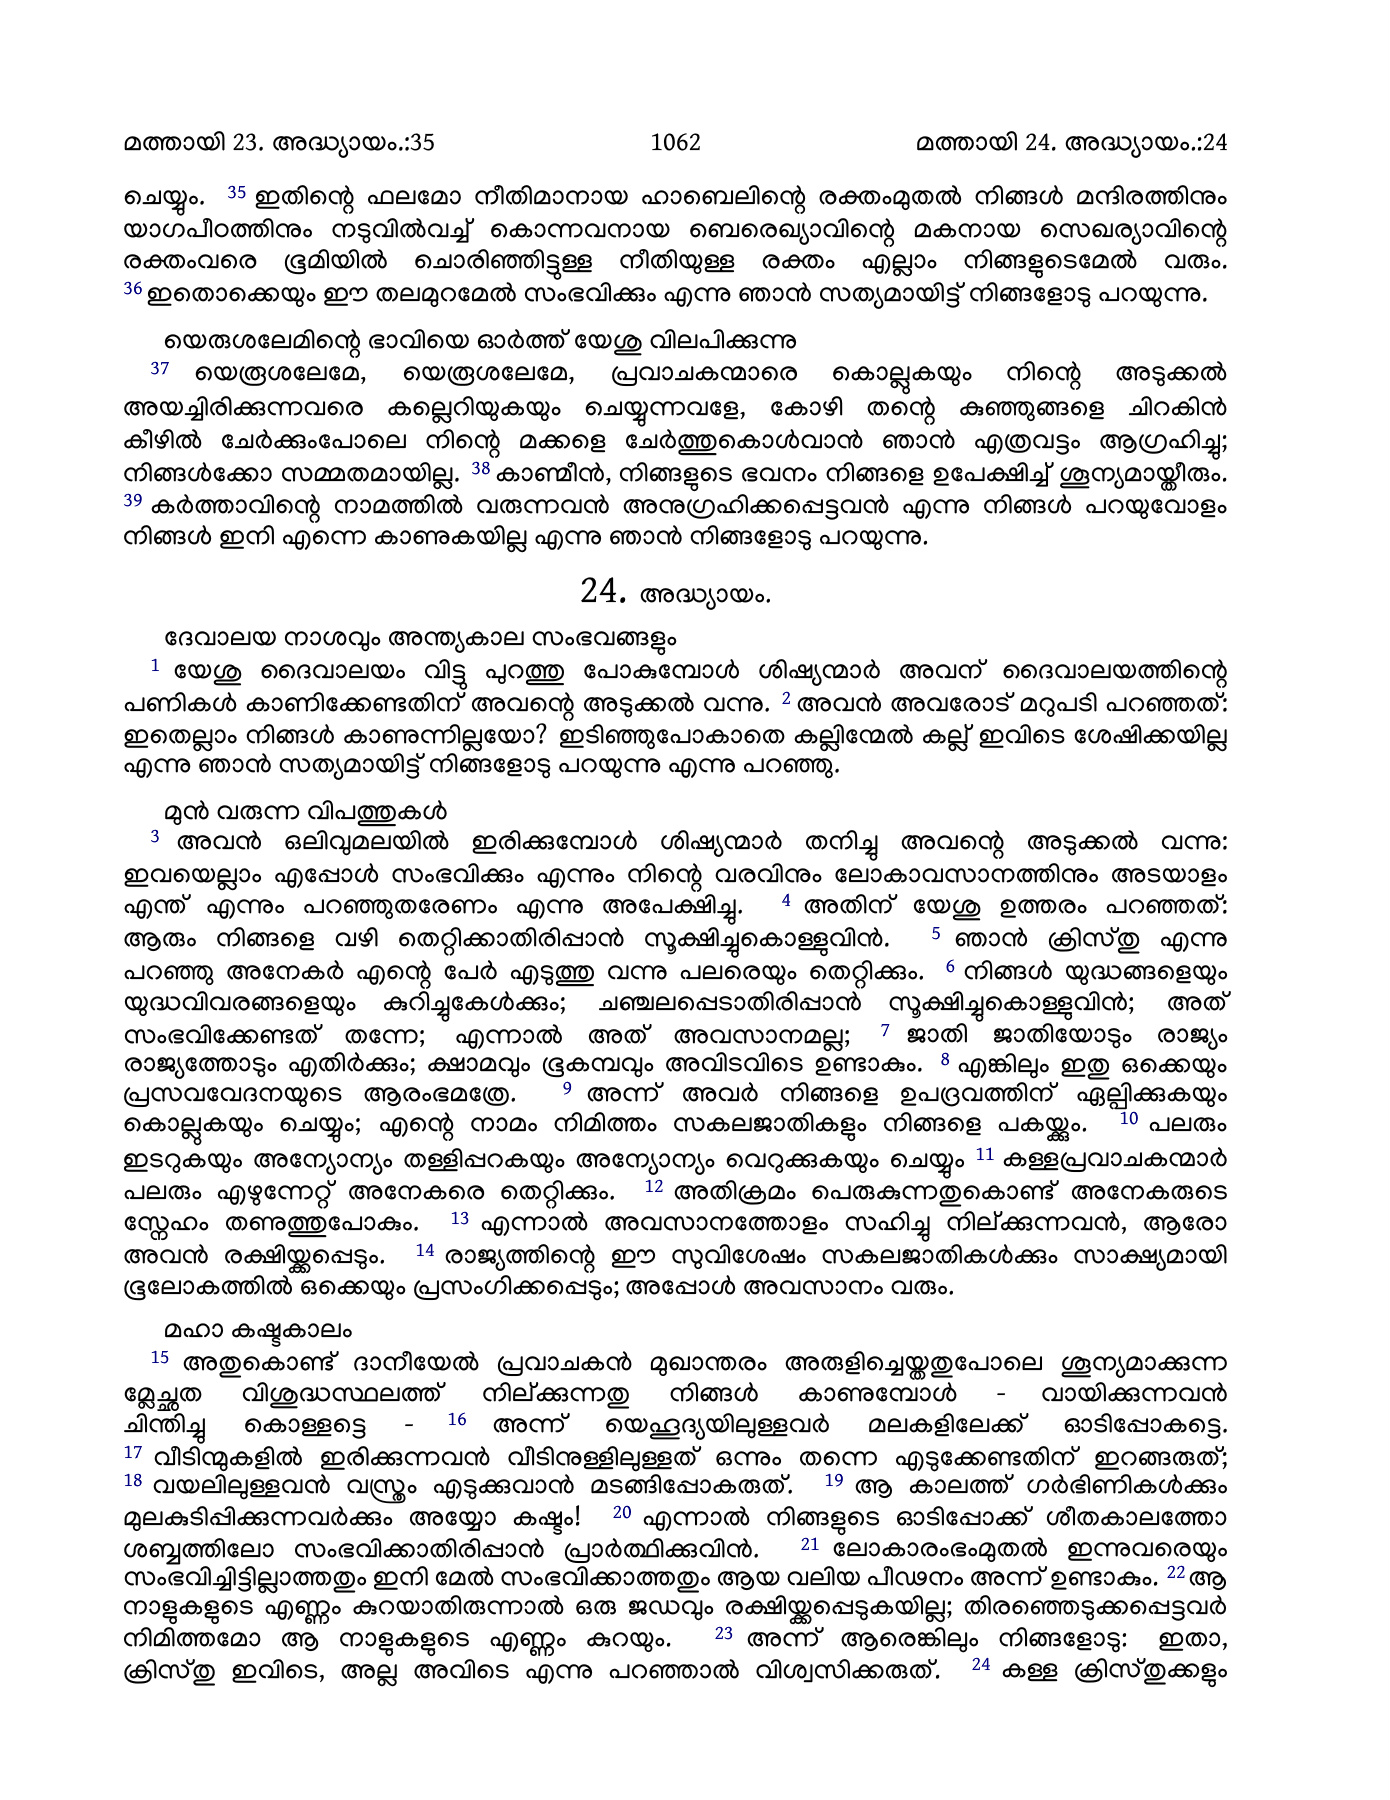 മത്തായി 23. അദ്ധ്യായം.:35 1062 മത്തായി 24. അദ്ധ്യായം.:24
ചെയ്യും. 35 ഇതിന്റെ ഫലമോ നീതിമാനായ ഹാബെലിന്റെ രക്തംമുതൽ നിങ്ങൾ മന്ദിരത്തിനും
യാഗപീഠത്തിനും നടുവിൽവച്ച് കൊന്നവനായ ബെരെഖ്യാവിന്റെ മകനായ സെഖര്യാവിന്റെ
രക്തംവരെ ഭൂമിയിൽ ചൊരിഞ്ഞിട്ടുള്ള നീതിയുള്ള രക്തം എല്ലാം നിങ്ങളുടെമേൽ വരും.
36 ഇതൊക്കെയും ഈ തലമുറമേൽ സംഭവിക്കും എന്നു ഞാൻ സത്യമായിട്ട് നിങ്ങളോടു പറയുന്നു.
യെരുശലേമിന്റെ ഭാവിയെ ഓർത്ത് യേശു വിലപിക്കുന്നു
37 യെരൂശലേമേ, യെരൂശലേമേ, പ്രവാചകന്മാരെ കൊല്ലുകയും നിന്റെ അടുക്കൽ
അയച്ചിരിക്കുന്നവരെ കല്ലെറിയുകയും ചെയ്യുന്നവളേ, കോഴി തന്റെ കുഞ്ഞുങ്ങളെ ചിറകിൻ
കീഴിൽ ചേർക്കുംപോലെ നിന്റെ മക്കളെ ചേർത്തുകൊൾവാൻ ഞാൻ എത്രവട്ടം ആഗ്രഹിച്ചു;
നിങ്ങൾക്കോ സമ്മതമായില്ല. 38 കാണ്മീൻ, നിങ്ങളുടെ ഭവനം നിങ്ങളെ ഉപേക്ഷിച്ച് ശൂന്യമായ്തീരും.
39 കർത്താവിന്റെ നാമത്തിൽ വരുന്നവൻ അനുഗ്രഹിക്കപ്പെട്ടവൻ എന്നു നിങ്ങൾ പറയുവോളം
നിങ്ങൾ ഇനി എന്നെ കാണുകയില്ല എന്നു ഞാൻ നിങ്ങളോടു പറയുന്നു.
24. അദ്ധ്യായം.
ദേവാലയ നാശവും അന്ത്യകാല സംഭവങ്ങളും
1 യേശു ദൈവാലയം വിട്ടു പുറത്തു പോകുമ്പോൾ ശിഷ്യന്മാർ അവന് ദൈവാലയത്തിന്റെ
പണികൾ കാണിക്കേണ്ടതിന് അവന്റെ അടുക്കൽ വന്നു. 2 അവൻ അവരോട് മറുപടി പറഞ്ഞത്:
ഇതെല്ലാം നിങ്ങൾ കാണുന്നില്ലയോ? ഇടിഞ്ഞുപോകാതെ കല്ലിന്മേൽ കല്ല് ഇവിടെ ശേഷിക്കയില്ല
എന്നു ഞാൻ സത്യമായിട്ട് നിങ്ങളോടു പറയുന്നു എന്നു പറഞ്ഞു.
മുൻ വരുന്ന വിപത്തുകൾ
3 അവൻ ഒലിവുമലയിൽ ഇരിക്കുമ്പോൾ ശിഷ്യന്മാർ തനിച്ചു അവന്റെ അടുക്കൽ വന്നു:
ഇവയെല്ലാം എപ്പോൾ സംഭവിക്കും എന്നും നിന്റെ വരവിനും ലോകാവസാനത്തിനും അടയാളം
എന്ത് എന്നും പറഞ്ഞുതരേണം എന്നു അപേക്ഷിച്ചു. 4 അതിന് യേശു ഉത്തരം പറഞ്ഞത്:
ആരും നിങ്ങളെ വഴി തെറ്റിക്കാതിരിപ്പാൻ സൂക്ഷിച്ചുകൊള്ളുവിൻ. 5 ഞാൻ ക്രിസ്തു എന്നു
പറഞ്ഞു അനേകർ എന്റെ പേർ എടുത്തു വന്നു പലരെയും തെറ്റിക്കും. 6 നിങ്ങൾ യുദ്ധങ്ങളെയും
യുദ്ധവിവരങ്ങളെയും കുറിച്ചുകേൾക്കും; ചഞ്ചലപ്പെടാതിരിപ്പാൻ സൂക്ഷിച്ചുകൊള്ളുവിൻ; അത്
സംഭവിക്കേണ്ടത് തന്നേ; എന്നാൽ അത് അവസാനമല്ല; 7 ജാതി ജാതിയോടും രാജ്യം
രാജ്യത്തോടും എതിർക്കും; ക്ഷാമവും ഭൂകമ്പവും അവിടവിടെ ഉണ്ടാകും. 8 എങ്കിലും ഇതു ഒക്കെയും
പ്രസവവേദനയുടെ ആരംഭമത്രേ. 9 അന്ന് അവർ നിങ്ങളെ ഉപദ്രവത്തിന് ഏല്പിക്കുകയും
കൊല്ലുകയും ചെയ്യും; എന്റെ നാമം നിമിത്തം സകലജാതികളും നിങ്ങളെ പകയ്ക്കും. 10 പലരും
ഇടറുകയും അന്യോന്യം തള്ളിപ്പറകയും അന്യോന്യം വെറുക്കുകയും ചെയ്യും 11 കള്ളപ്രവാചകന്മാർ
പലരും എഴുന്നേറ്റ് അനേകരെ തെറ്റിക്കും. 12 അതിക്രമം പെരുകുന്നതുകൊണ്ട് അനേകരുടെ
സ്നേഹം തണുത്തുപോകും. 13 എന്നാൽ അവസാനത്തോളം സഹിച്ചു നില്ക്കുന്നവൻ, ആരോ
അവൻ രക്ഷിയ്ക്കപ്പെടും. 14 രാജ്യത്തിന്റെ ഈ സുവിശേഷം സകലജാതികൾക്കും സാക്ഷ്യമായി
ഭൂലോകത്തിൽ ഒക്കെയും പ്രസംഗിക്കപ്പെടും; അപ്പോൾ അവസാനം വരും.
മഹാ കഷ്ടകാലം
15 അതുകൊണ്ട് ദാനീയേൽ പ്രവാചകൻ മുഖാന്തരം അരുളിച്ചെയ്തതുപോലെ ശൂന്യമാക്കുന്ന
മ്ലേച്ഛത വിശുദ്ധസ്ഥലത്ത് നില്ക്കുന്നതു നിങ്ങൾ കാണുമ്പോൾ - വായിക്കുന്നവൻ
ചിന്തിച്ചു കൊള്ളട്ടെ - 16 അന്ന് യെഹൂദ്യയിലുള്ളവർ മലകളിലേക്ക് ഓടിപ്പോകട്ടെ.
17 വീടിന്മുകളിൽ ഇരിക്കുന്നവൻ വീടിനുള്ളിലുള്ളത് ഒന്നും തന്നെ എടുക്കേണ്ടതിന് ഇറങ്ങരുത്;
18 വയലിലുള്ളവൻ വസ്ത്രം എടുക്കുവാൻ മടങ്ങിപ്പോകരുത്. 19 ആ കാലത്ത് ഗർഭിണികൾക്കും
മുലകുടിപ്പിക്കുന്നവർക്കും അയ്യോ കഷ്ടം! 20 എന്നാൽ നിങ്ങളുടെ ഓടിപ്പോക്ക് ശീതകാലത്തോ
ശബ്ബത്തിലോ സംഭവിക്കാതിരിപ്പാൻ പ്രാർത്ഥിക്കുവിൻ. 21 ലോകാരംഭംമുതൽ ഇന്നുവരെയും
സംഭവിച്ചിട്ടില്ലാത്തതും ഇനി മേൽ സംഭവിക്കാത്തതും ആയ വലിയ പീഢനം അന്ന് ഉണ്ടാകും. 22 ആ
നാളുകളുടെ എണ്ണം കുറയാതിരുന്നാൽ ഒരു ജഡവും രക്ഷിയ്ക്കപ്പെടുകയില്ല; തിരഞ്ഞെടുക്കപ്പെട്ടവർ
നിമിത്തമോ ആ നാളുകളുടെ എണ്ണം കുറയും. 23 അന്ന് ആരെങ്കിലും നിങ്ങളോടു: ഇതാ,
ക്രിസ്തു ഇവിടെ, അല്ല അവിടെ എന്നു പറഞ്ഞാൽ വിശ്വസിക്കരുത്. 24 കള്ള ക്രിസ്തുക്കളും